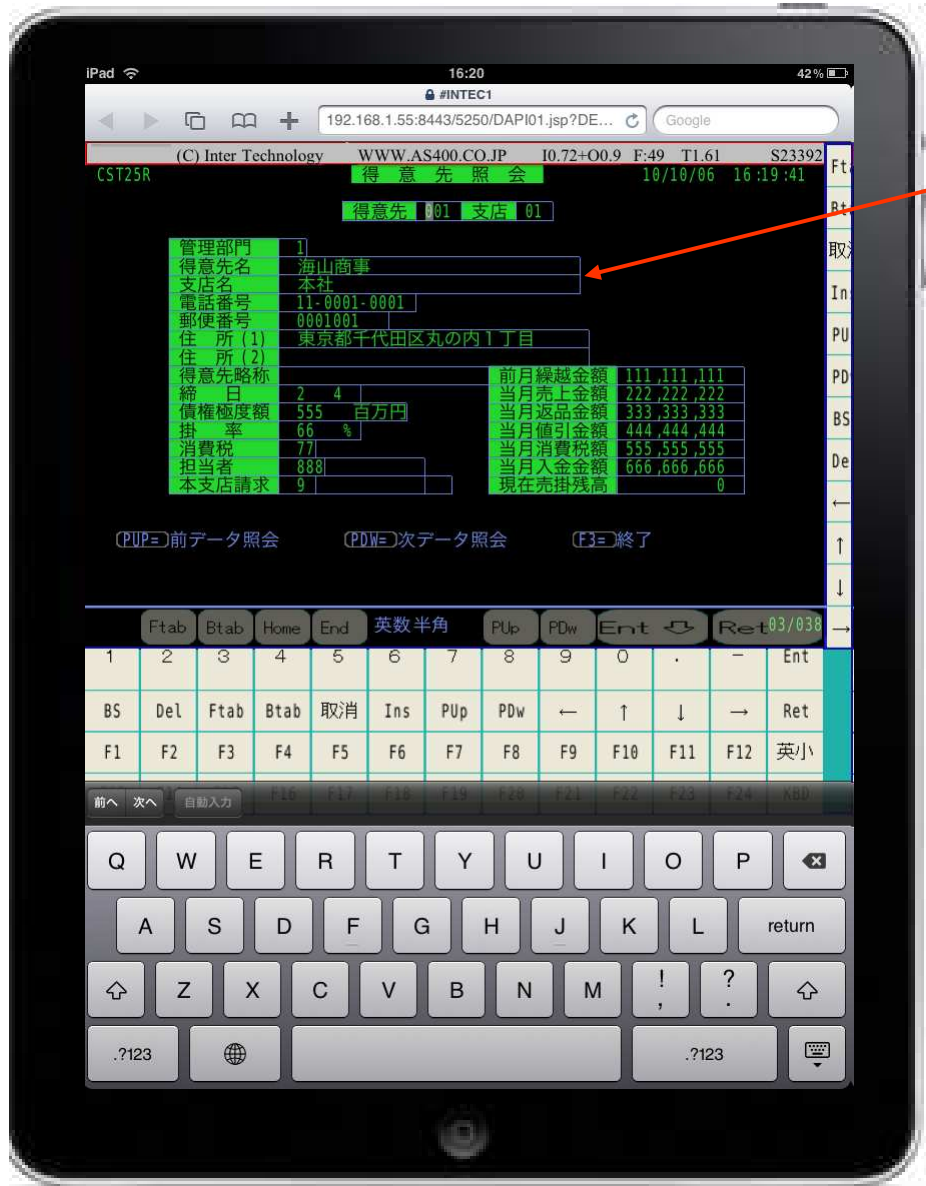 iPad 16:20 42%
#INTEC1
192.168.1.55:8443/5250/DAPI01.jsp?DE... Google
(C) Inter Technology WWW.AS400.CO.JP I0.72+O0.9 F:49 T1.61 S23392
CST25R 得 意 先 照 会 10/10/06 16:19:41
得意先 001 支店 01
管理部門 1
得意先名 海山商事
支店名 本社
電話番号 11-0001-0001
郵便番号 0001001
住 所(1) 東京都千代田区丸の内1丁目
住 所(2)
得意先略称 前月繰越金額 111,111,111
締 日 2 4 当月売上金額 222,222,222
債権極度額 555 百万円 当月返品金額 333,333,333
掛 率 66 % 当月値引金額 444,444,444
消費税 77 当月消費税額 555,555,555
担当者 888 当月入金金額 666,666,666
本支店請求 9 現在売掛残高 0
PUP=前データ照会 PDW=次データ照会 F3=終了
Ft
Bt
取消
In
PU
PD
BS
De
←
↑
↓
→
Ftab Btab Home End 英数半角 PUp PDw Ent Ret 03/038
1 2 3 4 5 6 7 8 9 0 . - Ent
BS Del Ftab Btab 取消 Ins PUp PDw ← ↑ ↓ → Ret
F1 F2 F3 F4 F5 F6 F7 F8 F9 F10 F11 F12 英小
前へ 次へ 自動入力 F16 F17 F18 F19 F20 F21 F22 F23 F24 KBD
Q W E R T Y U I O P
A S D F G H J K L return
Z X C V B N M ! , ? .
.?123 .?123